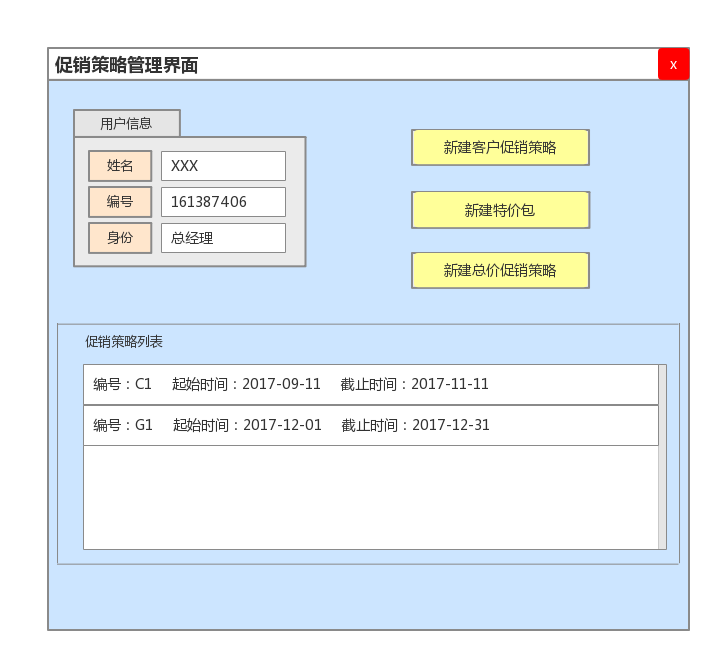 促销策略管理界面 x
用户信息
姓名 XXX
编号 161387406
身份 总经理
新建客户促销策略
新建特价包
新建总价促销策略
促销策略列表
编号：C1 起始时间：2017-09-11 截止时间：2017-11-11
编号：G1 起始时间：2017-12-01 截止时间：2017-12-31